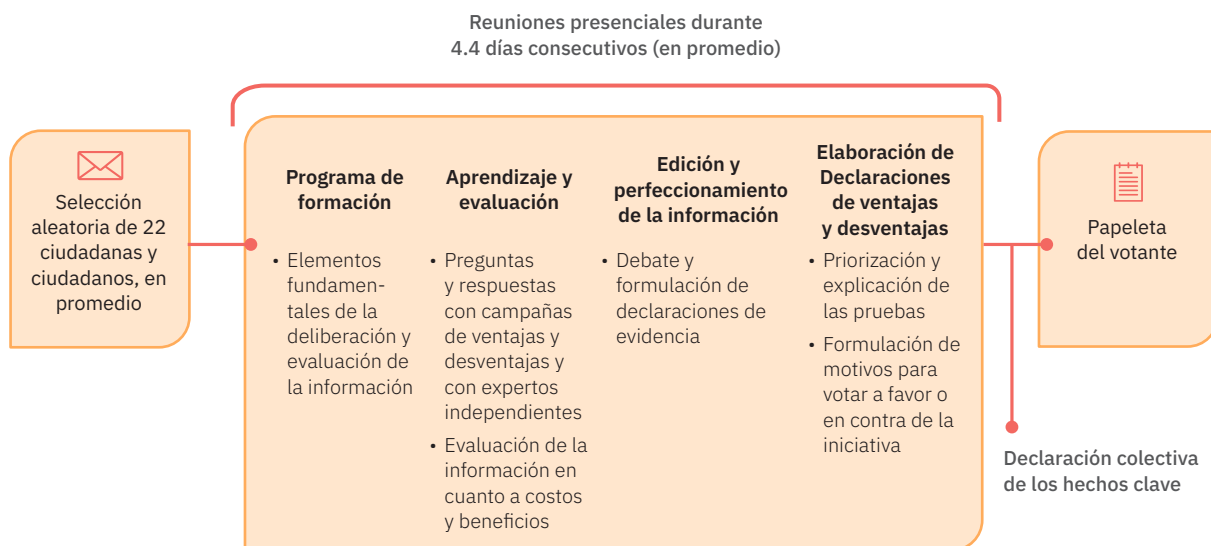 Reuniones presenciales durante
4.4 días consecutivos (en promedio)
Selección
aleatoria de 22
ciudadanas y
ciudadanos, en
promedio
Programa de
formación
• Elementos
fundamen-
tales de la
deliberación y
evaluación de
la información
Aprendizaje y
evaluación
• Preguntas
y respuestas
con campañas
de ventajas y
desventajas y
con expertos
independientes
• Evaluación de la
información en
cuanto a costos
y beneficios
Edición y
perfeccionamiento
de la información
• Debate y
formulación de
declaraciones de
evidencia
Elaboración de
Declaraciones
de ventajas
y desventajas
• Priorización y
explicación de
las pruebas
• Formulación de
motivos para
votar a favor o
en contra de la
iniciativa
Papeleta
del votante
Declaración colectiva
de los hechos clave